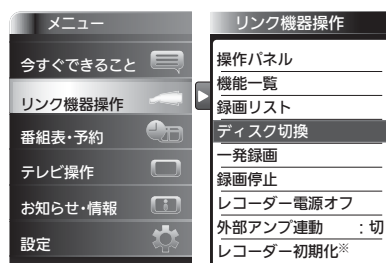 メニュー
今すぐできること
リンク機器操作
番組表・予約
テレビ操作
お知らせ・情報
設定
リンク機器操作
操作パネル
機能一覧
録画リスト
ディスク切換
一発録画
録画停止
レコーダー電源オフ
外部アンプ連動 :切
レコーダー初期化※